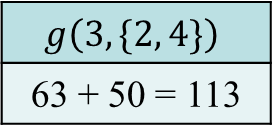 g(3,{2,4})
63 + 50 = 113